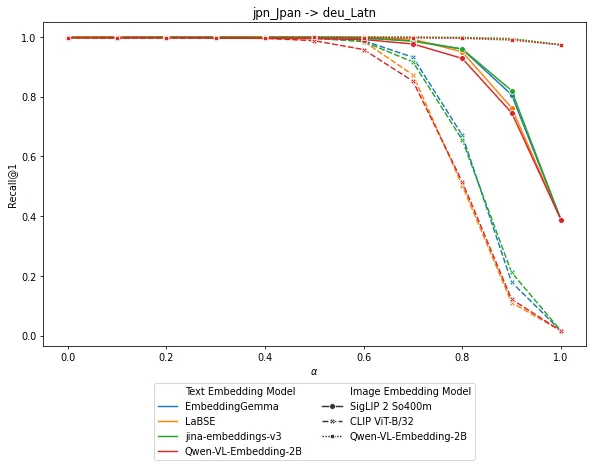 jpn_Jpan -> deu_Latn
1.0
0.8
0.6
0.4
0.2
0.0
Recall@1
0.0 0.2 0.4 0.6 0.8 1.0
α
Text Embedding Model Image Embedding Model
EmbeddingGemma SigLIP 2 So400m
LaBSE CLIP ViT-B/32
jina-embeddings-v3 Qwen-VL-Embedding-2B
Qwen-VL-Embedding-2B